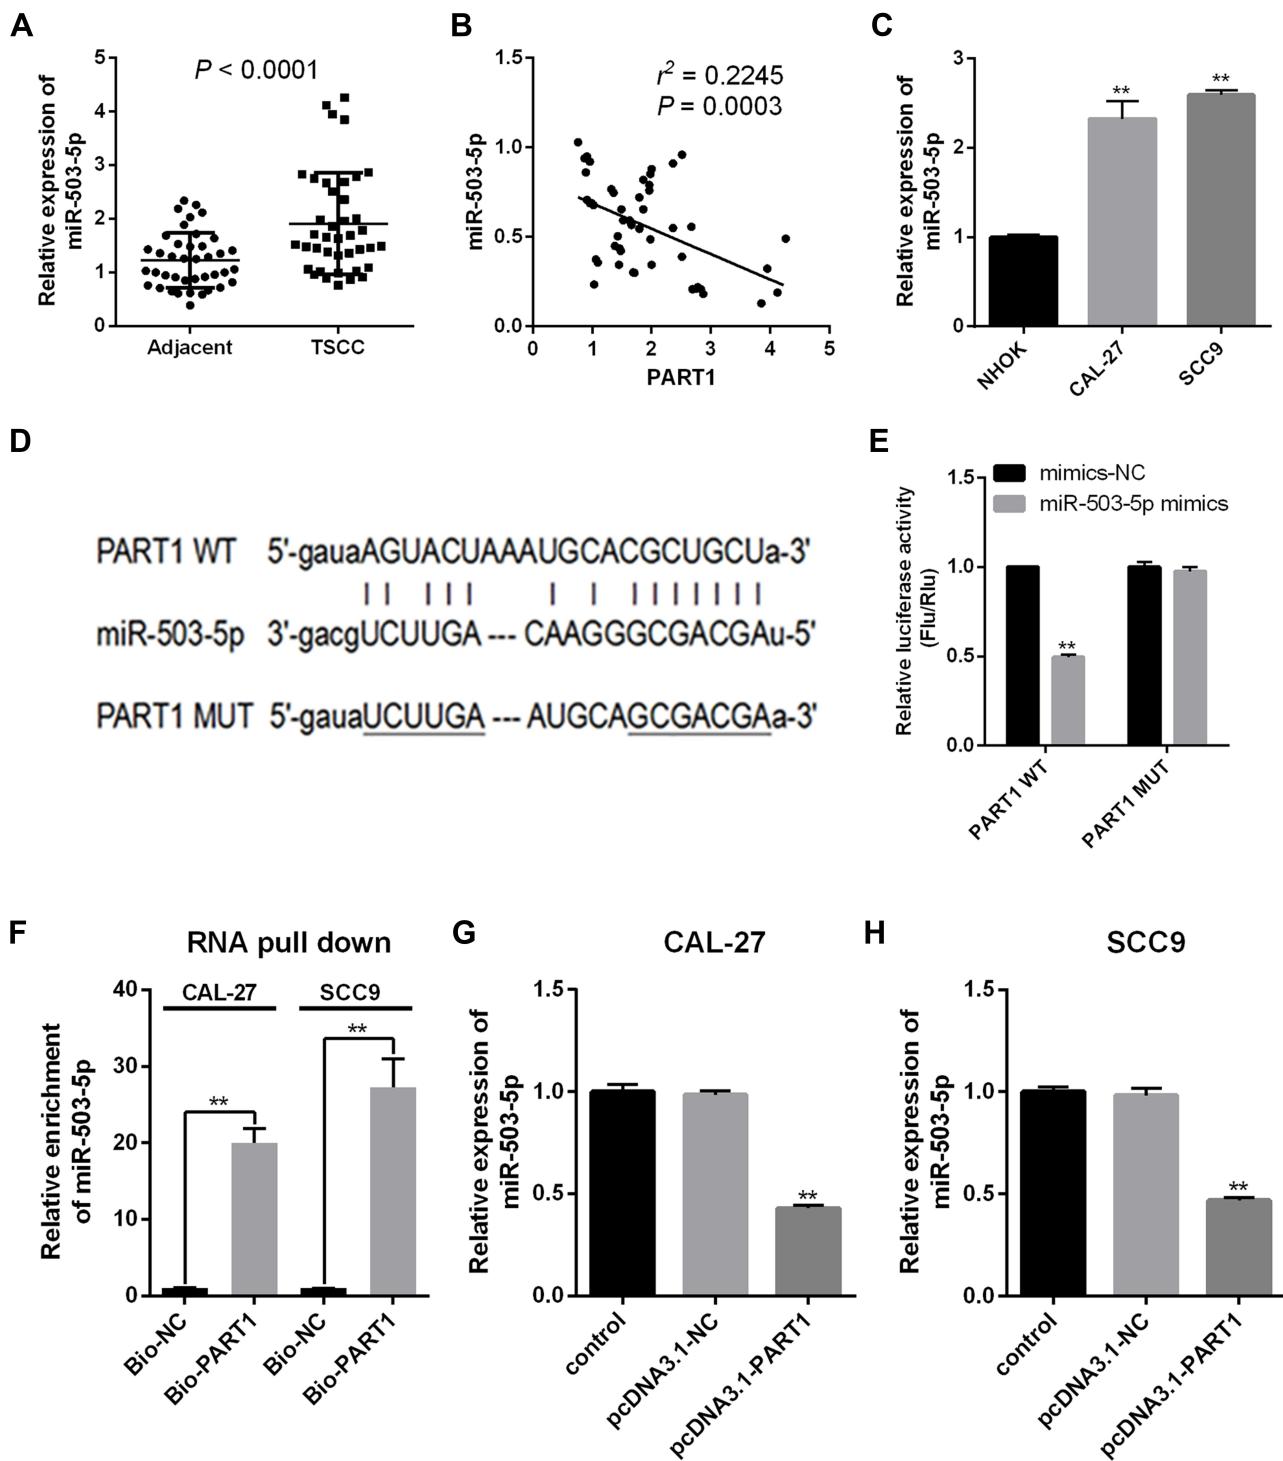 A
Relative expression of
miR-503-5p
5
4
3
2
1
0
P < 0.0001
Adjacent
TSCC
B
miR-503-5p
1.5
1.0
0.5
0.0
r² = 0.2245
P = 0.0003
0 1 2 3 4 5
PART1
C
Relative expression of
miR-503-5p
3
2
1
0
**
**
NHOK
CAL-27
SCC9
D
PART1 WT 5'-gauaAGUACUAAAUGCACGCUGCUa-3'
miR-503-5p 3'-gacgUCUUGA --- CAAGGGCGACGAu-5'
PART1 MUT 5'-gauaUCUUGA --- AUGCAGCGACGAa-3'
E
Relative luciferase activity
(Flu/Rlu)
1.5
1.0
0.5
0.0
mimics-NC
miR-503-5p mimics
**
PART1 WT
PART1 MUT
F
RNA pull down
Relative enrichment
of miR-503-5p
40
30
20
10
0
CAL-27
SCC9
**
**
Bio-NC
Bio-PART1
Bio-NC
Bio-PART1
G
CAL-27
Relative expression of
miR-503-5p
1.5
1.0
0.5
0.0
**
control
pcDNA3.1-NC
pcDNA3.1-PART1
H
SCC9
Relative expression of
miR-503-5p
1.5
1.0
0.5
0.0
**
control
pcDNA3.1-NC
pcDNA3.1-PART1